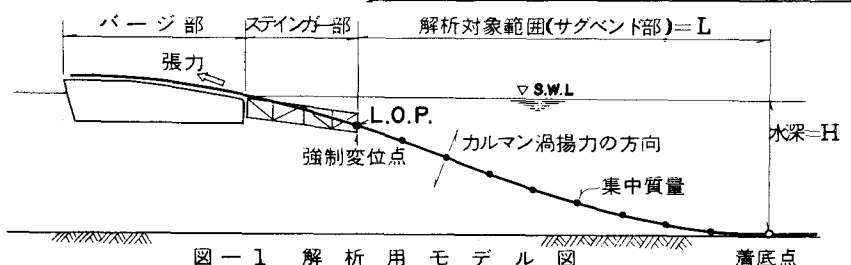 バージ部 ステインガー部 解析対象範囲(サグベンド部)=L
張力
▽ S.W.L
L.O.P.
水深=H
カルマン渦揚力の方向
強制変位点
集中質量
図-1 解析用モデル図
着底点